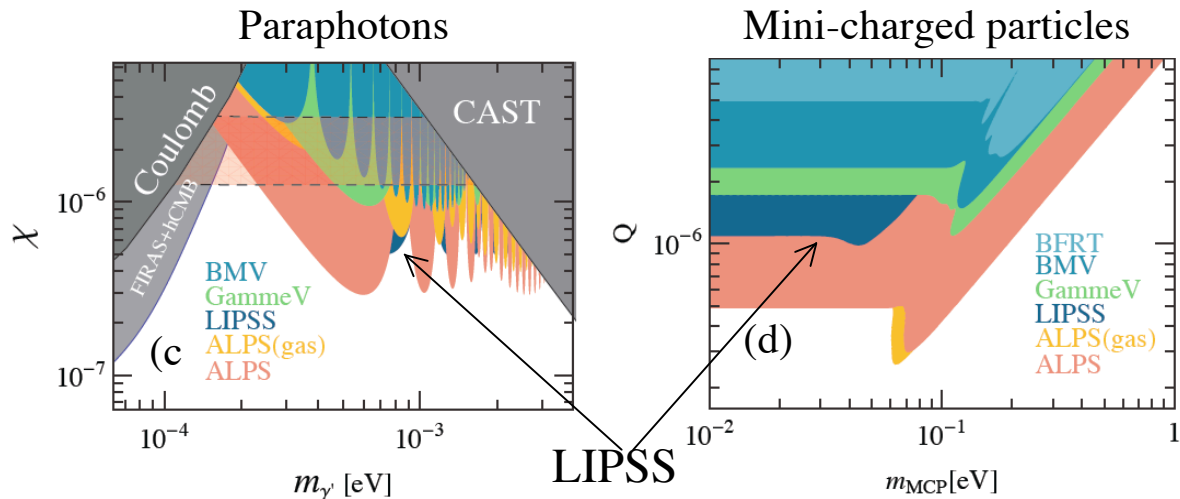 Paraphotons
Mini-charged particles
Coulomb
FIRAS+hCMB
CAST
χ
10⁻⁶
10⁻⁷
BMV
GammeV
LIPSS
ALPS(gas)
ALPS
(c
10⁻⁴
10⁻³
mγ' [eV]
Q
10⁻⁶
BFRT
BMV
GammeV
LIPSS
ALPS(gas)
ALPS
(d)
10⁻²
10⁻¹
1
m_MCP[eV]
LIPSS